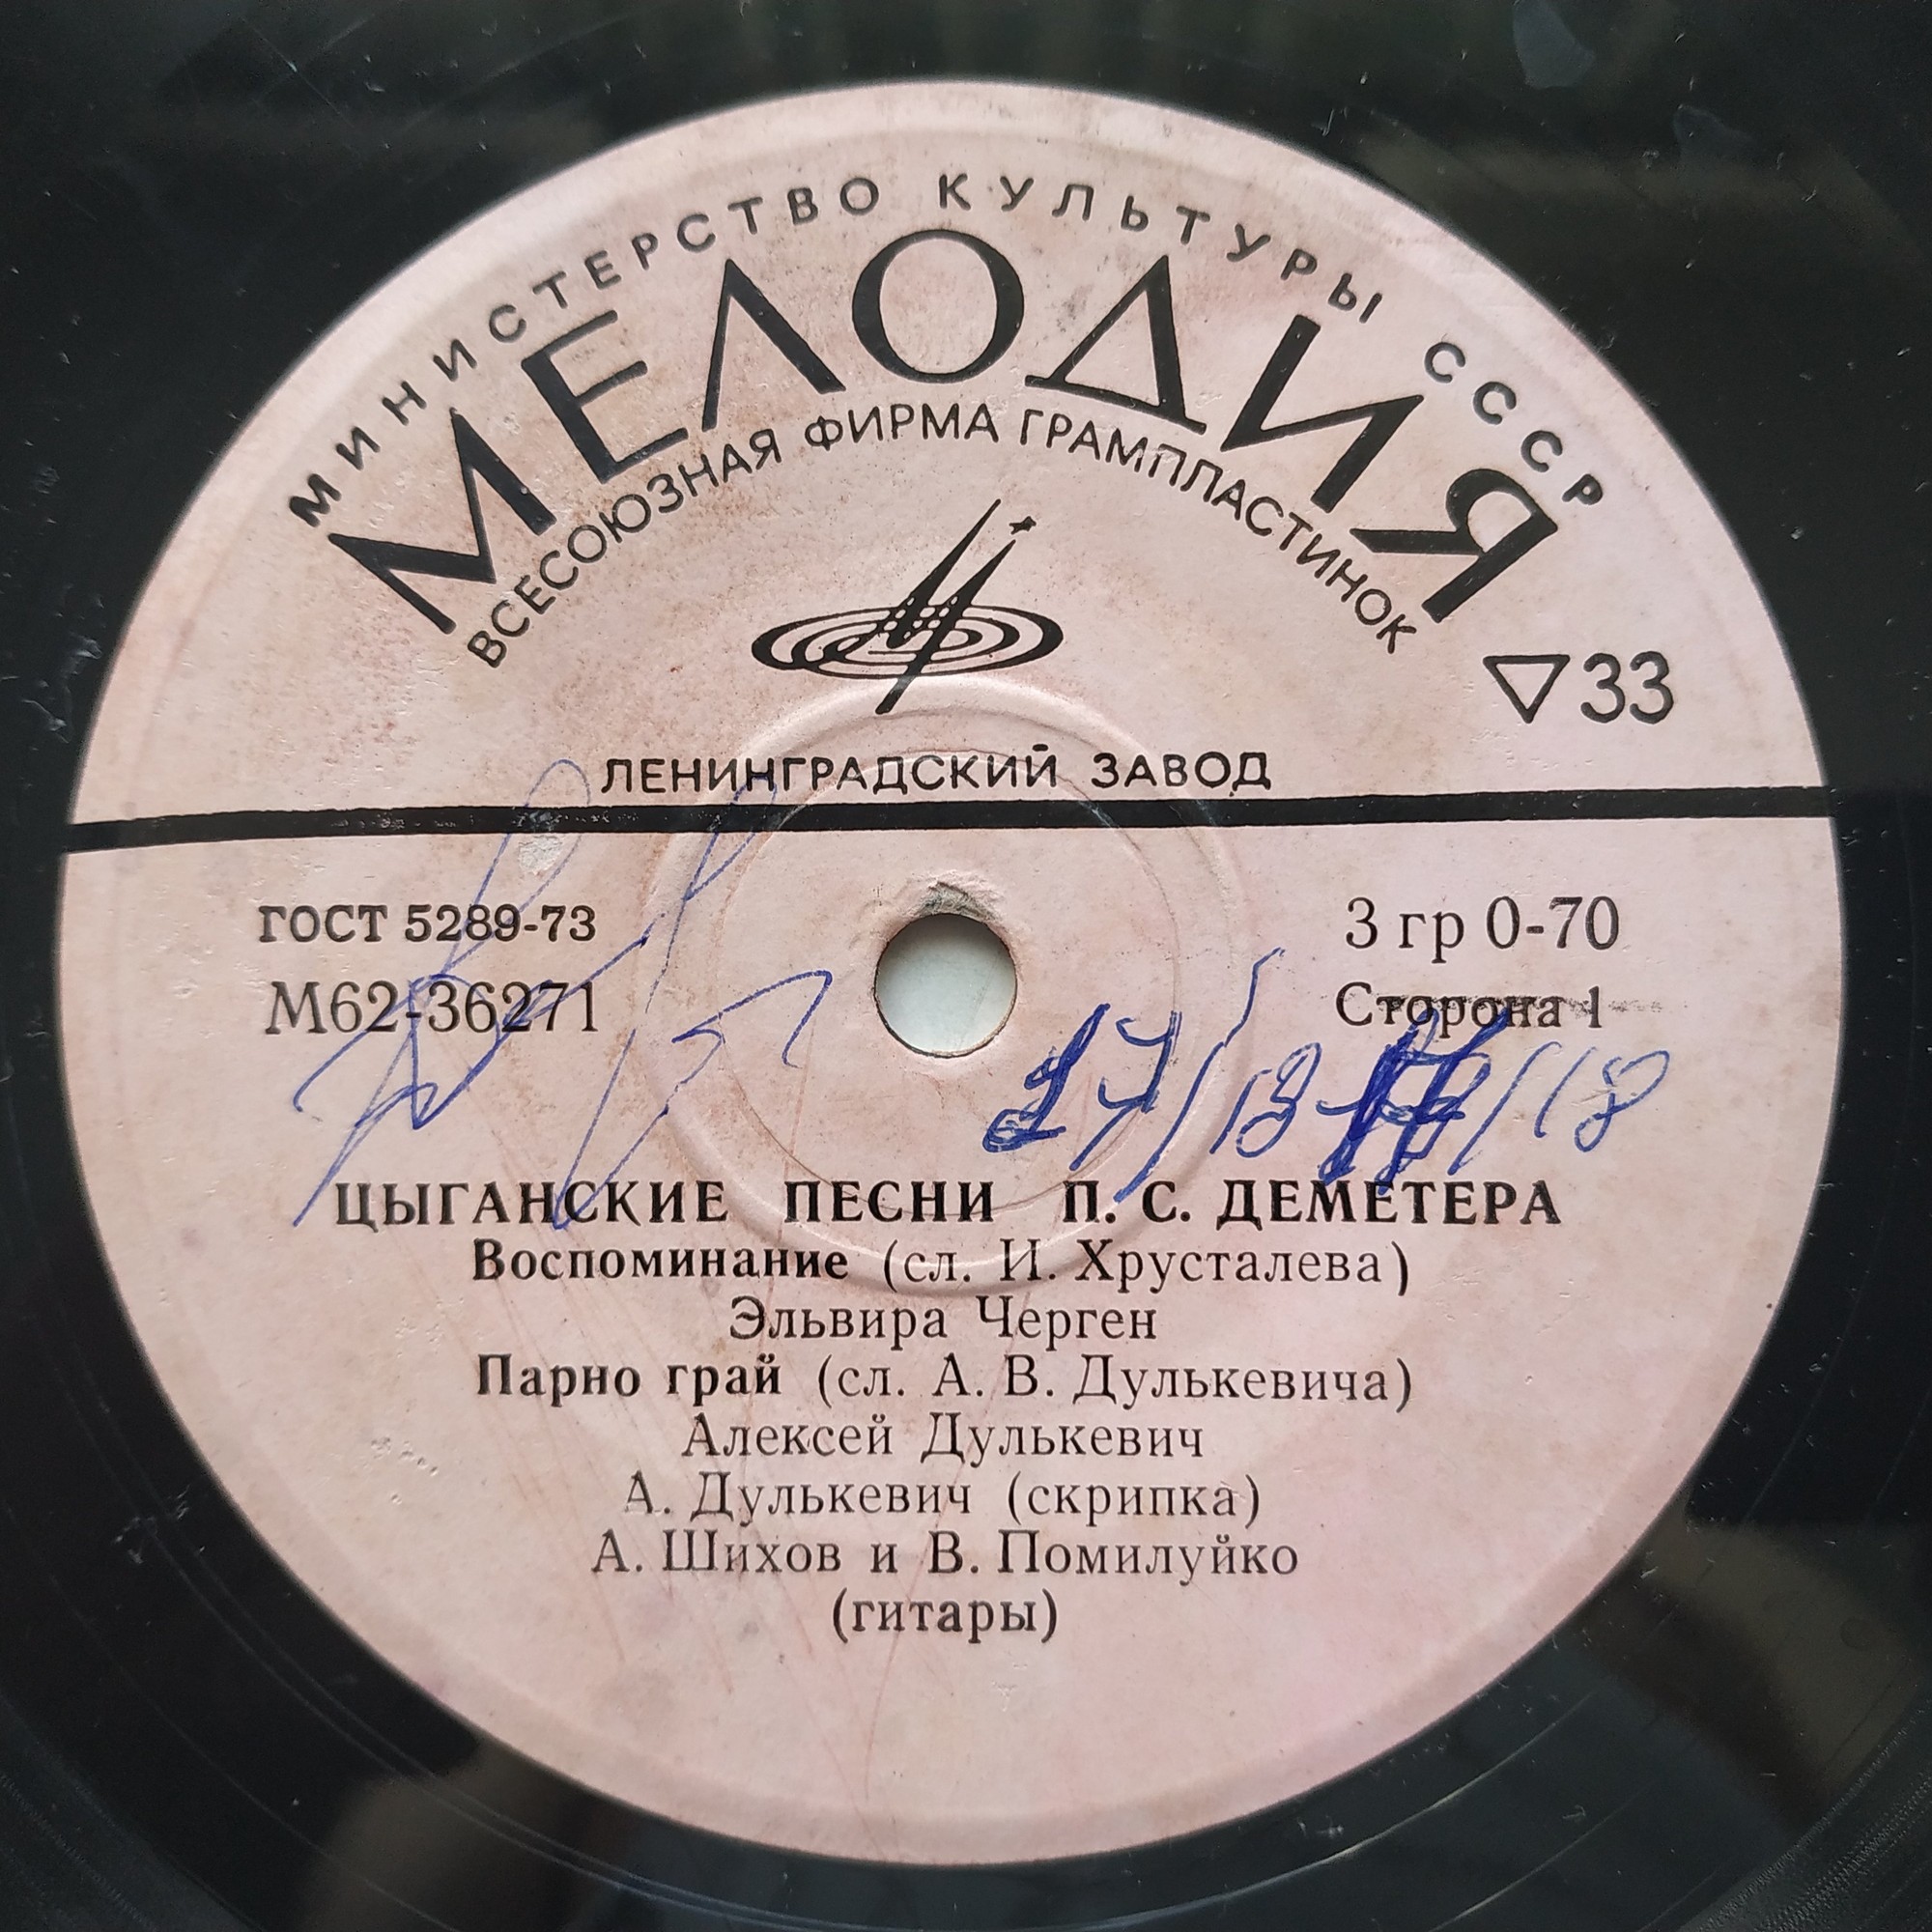 МИНИСТЕРСТВО КУЛЬТУРЫ СССР
МЕЛОДИЯ
ВСЕСОЮЗНАЯ ФИРМА ГРАМПЛАСТИНОК
33
ЛЕНИНГРАДСКИЙ ЗАВОД
ГОСТ 5289-73
3 гр 0-70
М62-36271
Сторона 1
ЦЫГАНСКИЕ ПЕСНИ П. С. ДЕМЕТЕРА
Воспоминание (сл. И. Хрусталева)
Эльвира Черген
Парно грай (сл. А. В. Дулькевича)
Алексей Дулькевич
А. Дулькевич (скрипка)
А. Шихов и В. Помилуйко
(гитары)